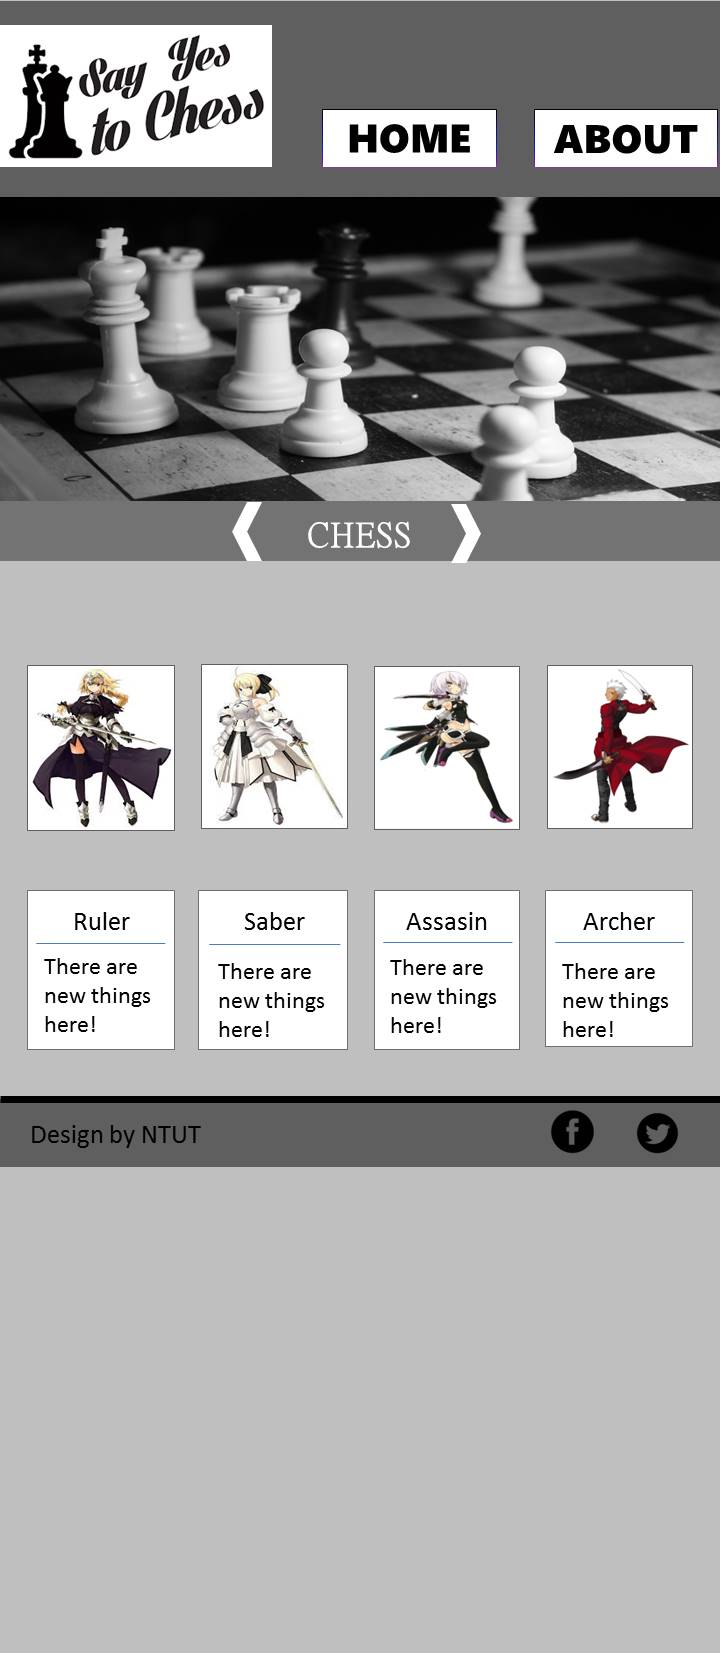 Say Yes
to Chess
HOME
ABOUT
CHESS
Ruler
There are
new things
here!
Saber
There are
new things
here!
Assasin
There are
new things
here!
Archer
There are
new things
here!
Design by NTUT